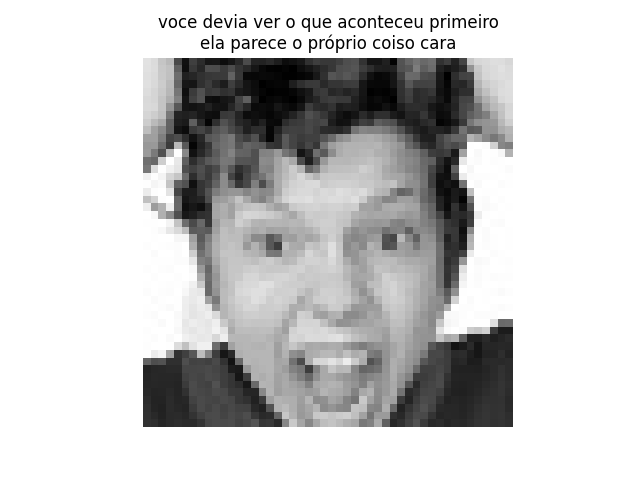 voce devia ver o que aconteceu primeiro
ela parece o próprio coiso cara